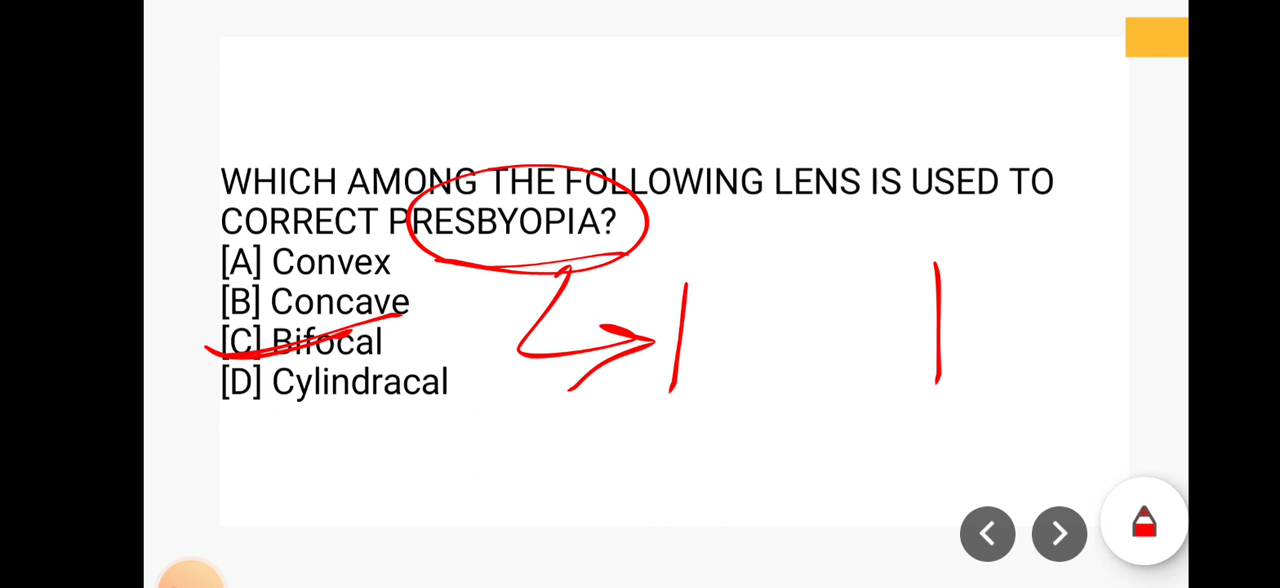 WHICH AMONG THE FOLLOWING LENS IS USED TO
CORRECT PRESBYOPIA?
[A] Convex
[B] Concave
[C] Bifocal
[D] Cylindracal